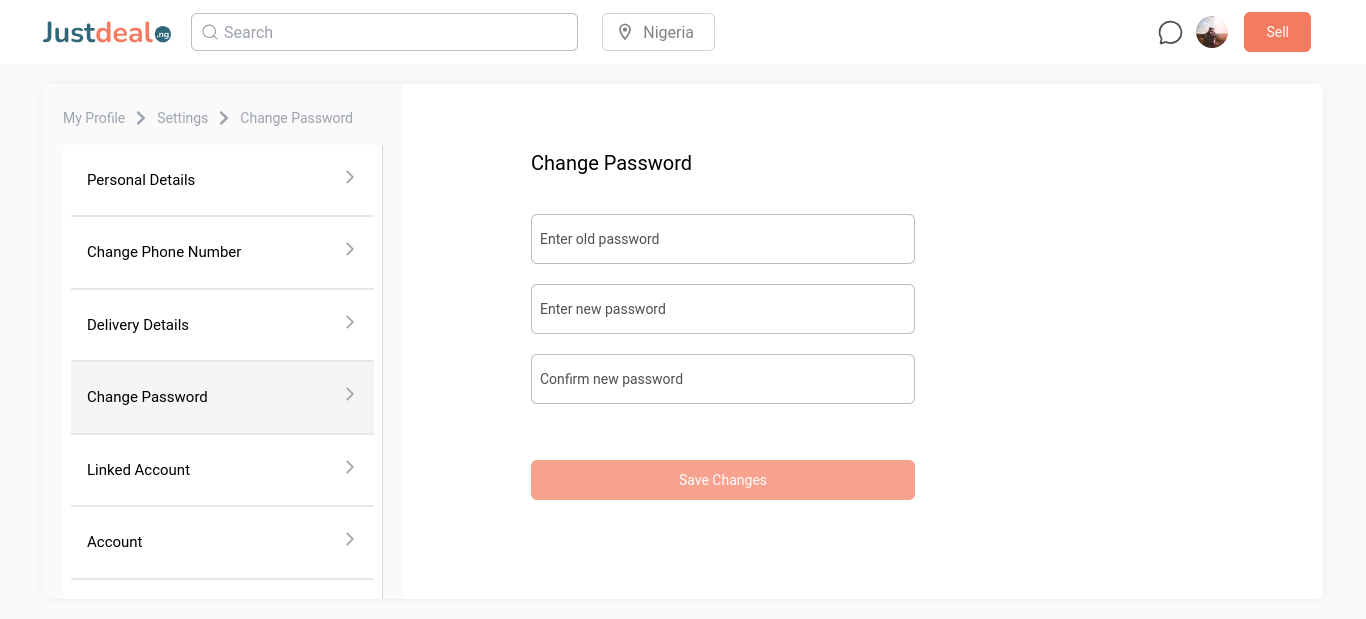 Justdeal.ng
Search
Nigeria
Sell
My Profile Settings Change Password
Personal Details
Change Phone Number
Delivery Details
Change Password
Linked Account
Account
Change Password
Enter old password
Enter new password
Confirm new password
Save Changes